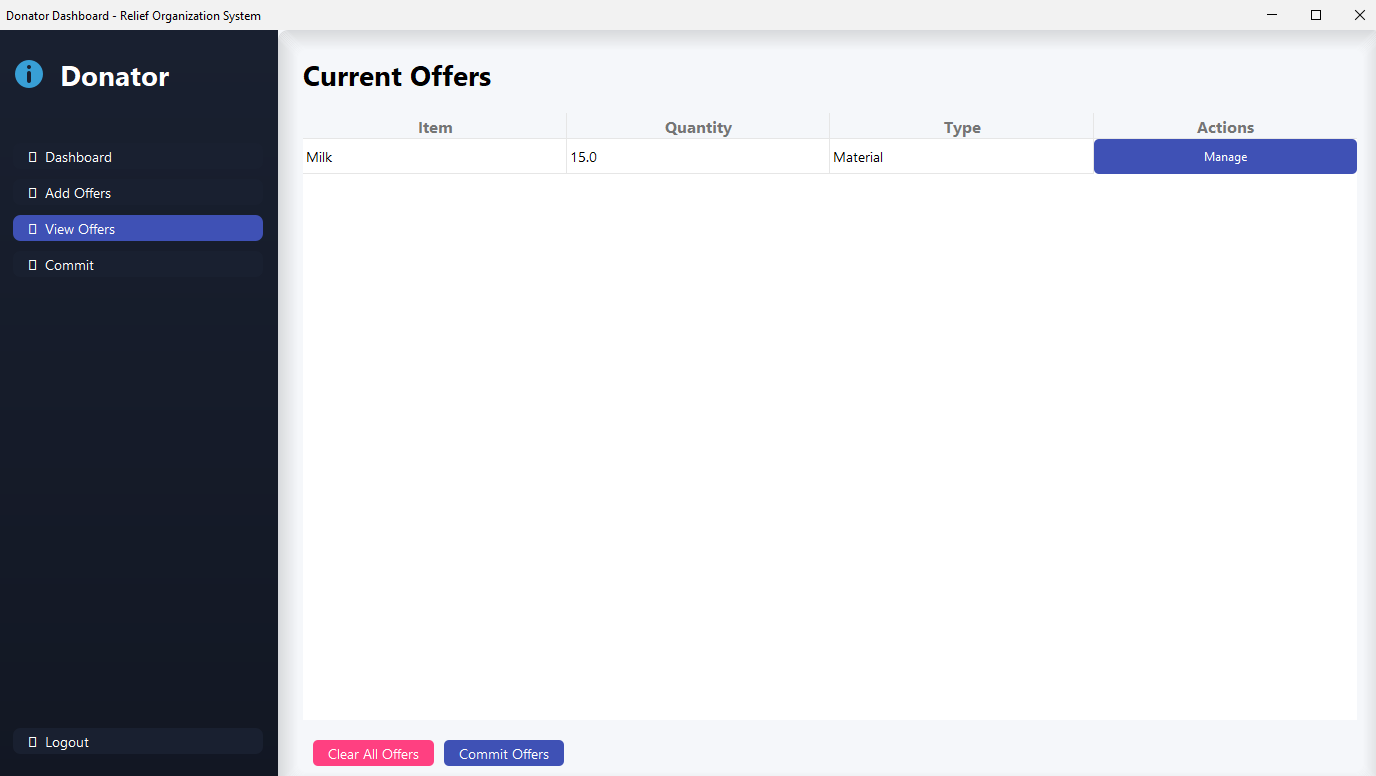 Donator Dashboard - Relief Organization System
Donator
Dashboard
Add Offers
View Offers
Commit
Logout
Current Offers
Item Quantity Type Actions
Milk 15.0 Material Manage
Clear All Offers Commit Offers